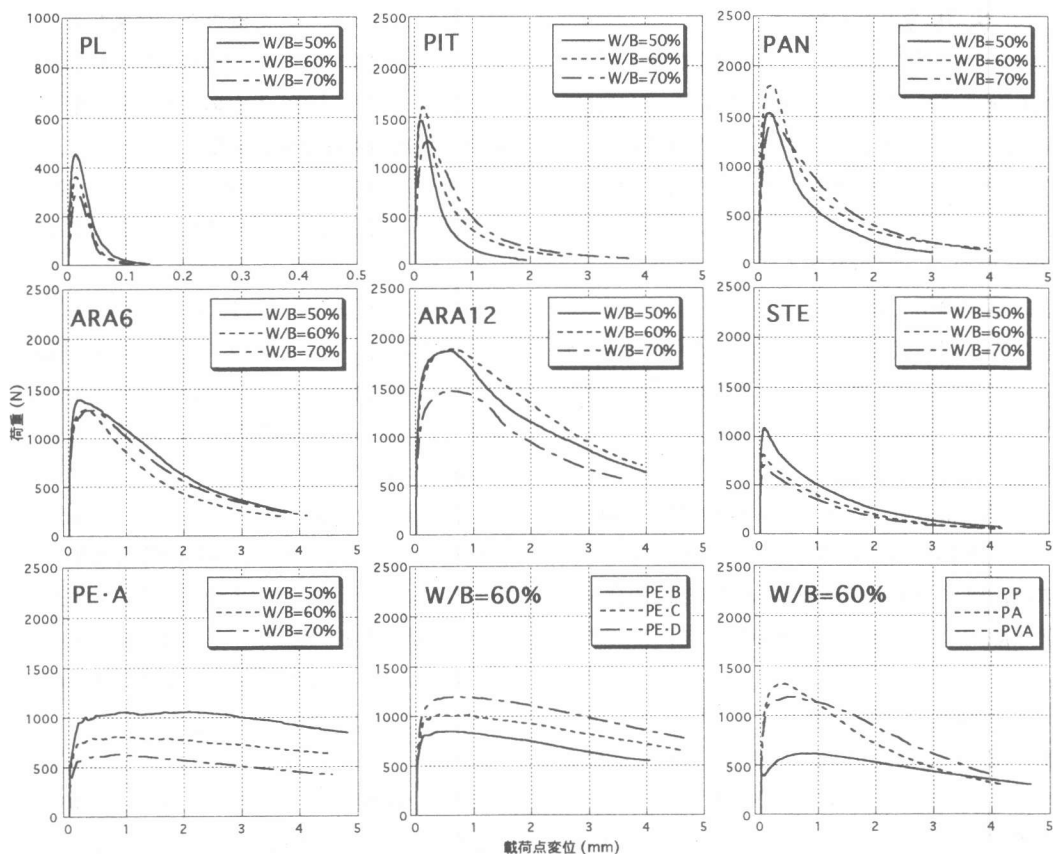 PL
W/B=50%
W/B=60%
W/B=70%
1000
800
600
400
200
0
0 0.1 0.2 0.3 0.4 0.5
PIT
W/B=50%
W/B=60%
W/B=70%
2500
2000
1500
1000
500
0
0 1 2 3 4 5
PAN
W/B=50%
W/B=60%
W/B=70%
2500
2000
1500
1000
500
0
0 1 2 3 4 5
荷重 (N)
ARA6
W/B=50%
W/B=60%
W/B=70%
2500
2000
1500
1000
500
0
0 1 2 3 4 5
ARA12
W/B=50%
W/B=60%
W/B=70%
2500
2000
1500
1000
500
0
0 1 2 3 4 5
STE
W/B=50%
W/B=60%
W/B=70%
2500
2000
1500
1000
500
0
0 1 2 3 4 5
PE·A
W/B=50%
W/B=60%
W/B=70%
2500
2000
1500
1000
500
0
0 1 2 3 4 5
W/B=60%
PE·B
PE·C
PE·D
2500
2000
1500
1000
500
0
0 1 2 3 4 5
W/B=60%
PP
PA
PVA
2500
2000
1500
1000
500
0
0 1 2 3 4 5
載荷点変位 (mm)